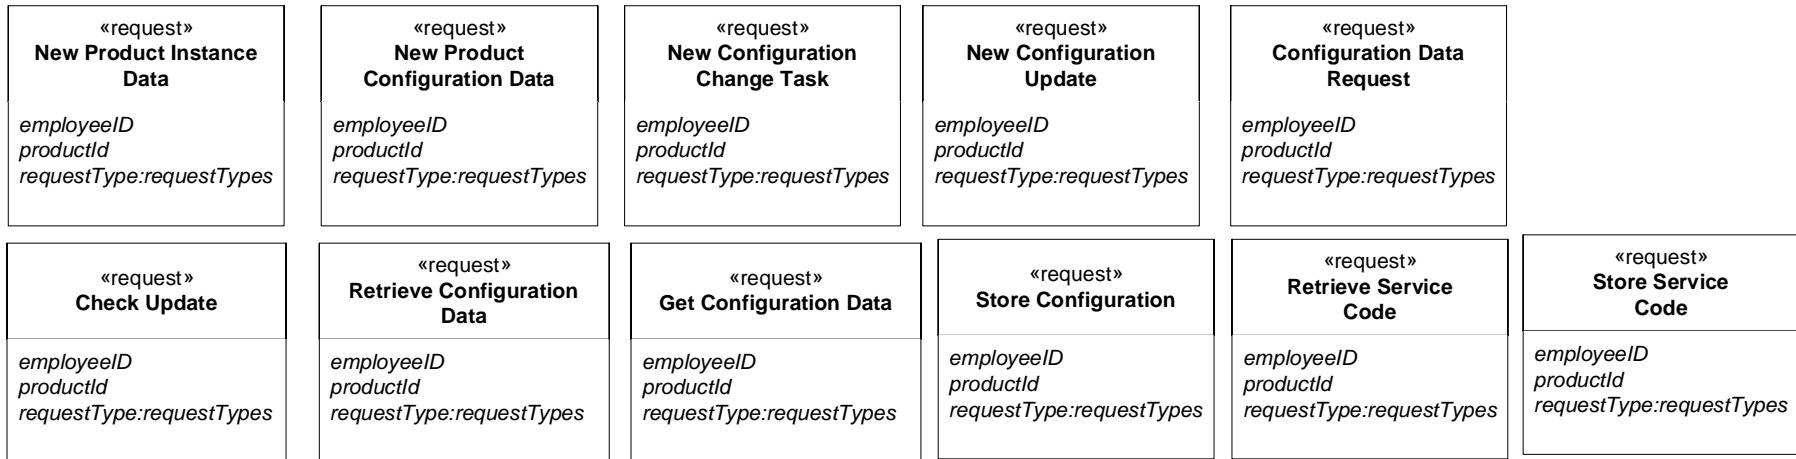 «request»
New Product Instance
Data
employeeID
productId
requestType:requestTypes
«request»
New Product
Configuration Data
employeeID
productId
requestType:requestTypes
«request»
New Configuration
Change Task
employeeID
productId
requestType:requestTypes
«request»
New Configuration
Update
employeeID
productId
requestType:requestTypes
«request»
Configuration Data
Request
employeeID
productId
requestType:requestTypes
«request»
Check Update
employeeID
productId
requestType:requestTypes
«request»
Retrieve Configuration
Data
employeeID
productId
requestType:requestTypes
«request»
Get Configuration Data
employeeID
productId
requestType:requestTypes
«request»
Store Configuration
employeeID
productId
requestType:requestTypes
«request»
Retrieve Service
Code
employeeID
productId
requestType:requestTypes
«request»
Store Service
Code
employeeID
productId
requestType:requestTypes